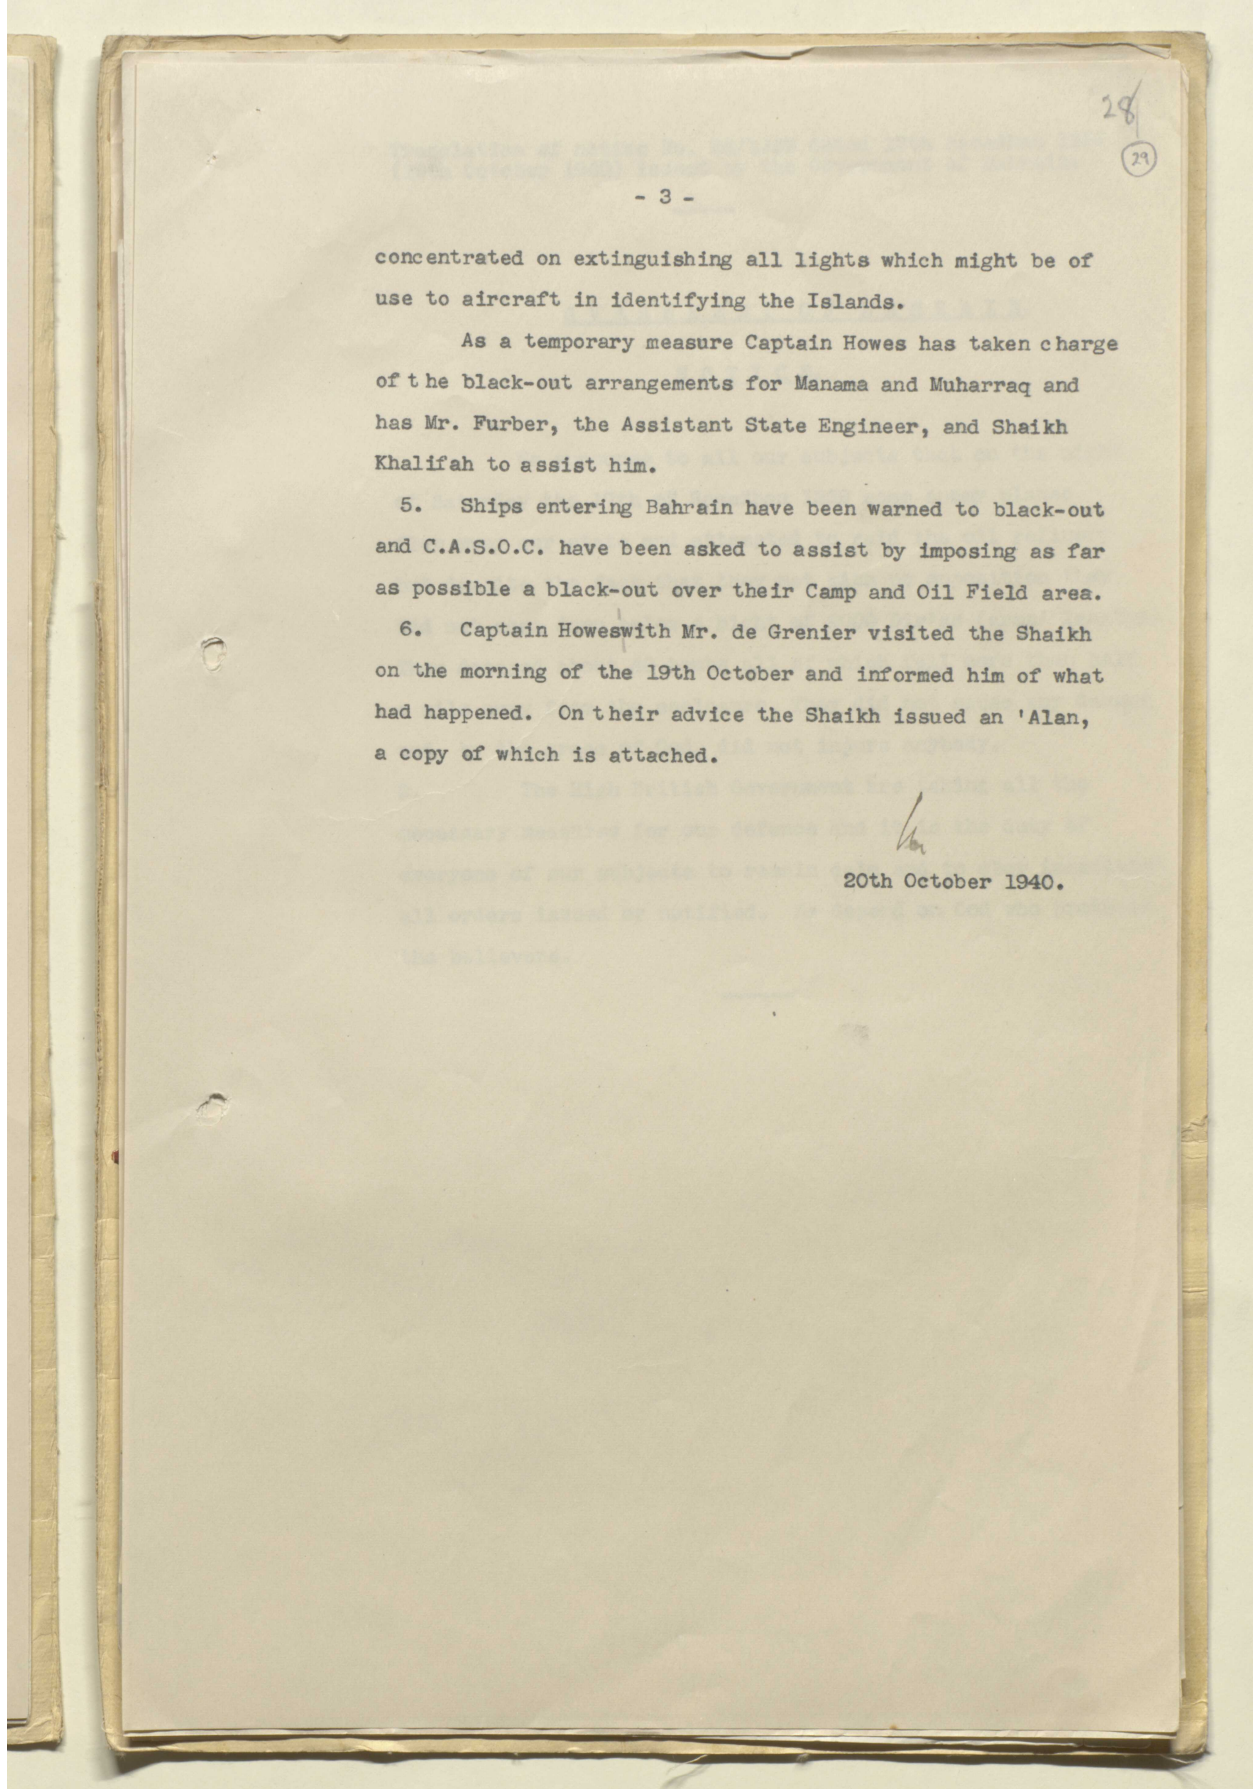 28
29
- 3 -
concentrated on extinguishing all lights which might be of
use to aircraft in identifying the Islands.
As a temporary measure Captain Howes has taken charge
of the black-out arrangements for Manama and Muharraq and
has Mr. Furber, the Assistant State Engineer, and Shaikh
Khalifah to assist him.
5. Ships entering Bahrain have been warned to black-out
and C.A.S.O.C. have been asked to assist by imposing as far
as possible a black-out over their Camp and Oil Field area.
6. Captain Howes with Mr. de Grenier visited the Shaikh
on the morning of the 19th October and informed him of what
had happened. On their advice the Shaikh issued an 'Alan,
a copy of which is attached.
20th October 1940.